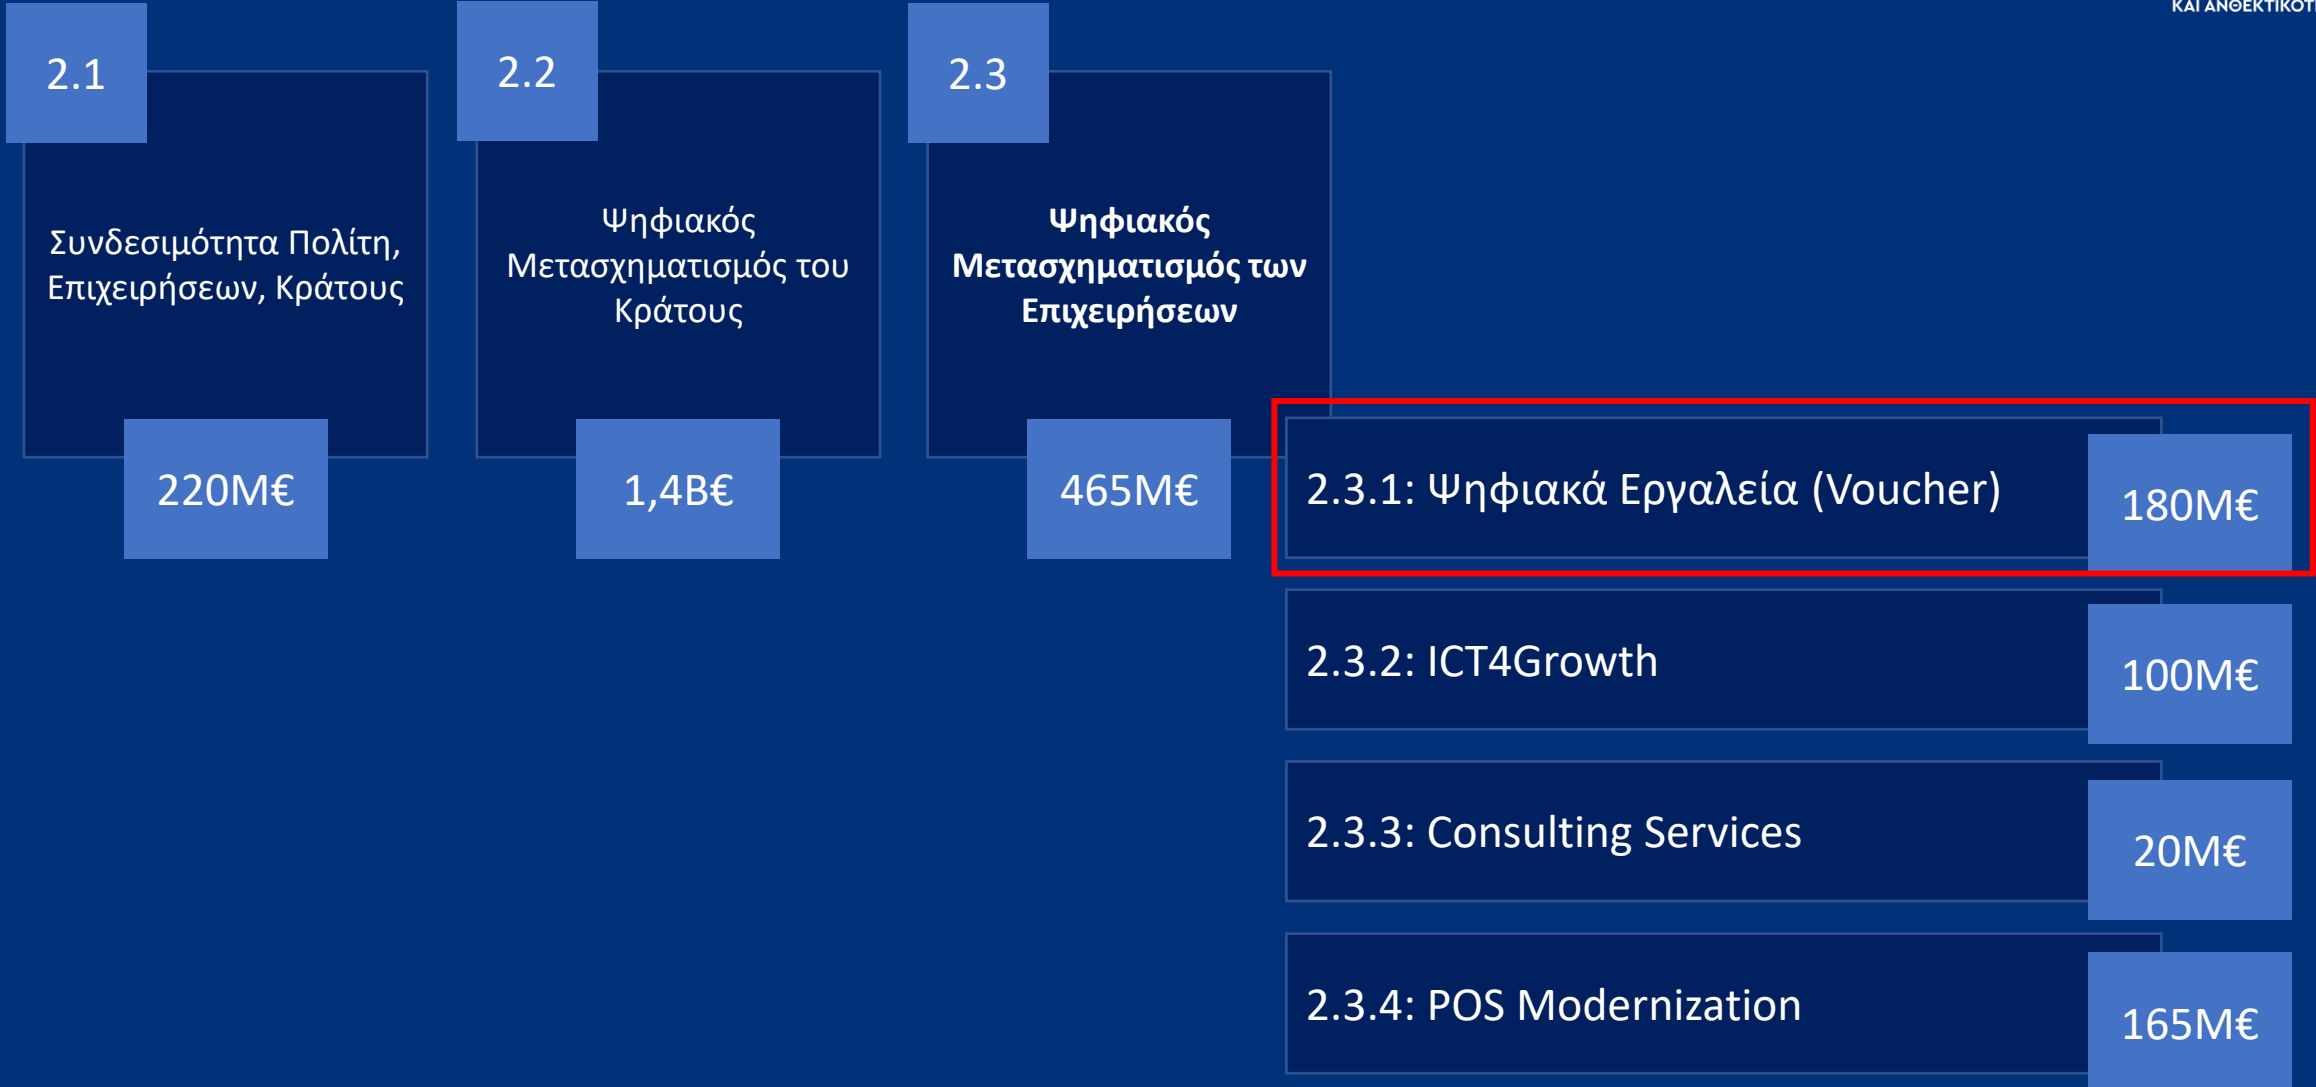 2.1
Συνδεσιμότητα Πολίτη,
Επιχειρήσεων, Κράτους
220M€
2.2
Ψηφιακός
Μετασχηματισμός του
Κράτους
1,4B€
2.3
Ψηφιακός
Μετασχηματισμός των
Επιχειρήσεων
465M€
2.3.1: Ψηφιακά Εργαλεία (Voucher)
180M€
2.3.2: ICT4Growth
100M€
2.3.3: Consulting Services
20M€
2.3.4: POS Modernization
165M€
ΚΑΙ